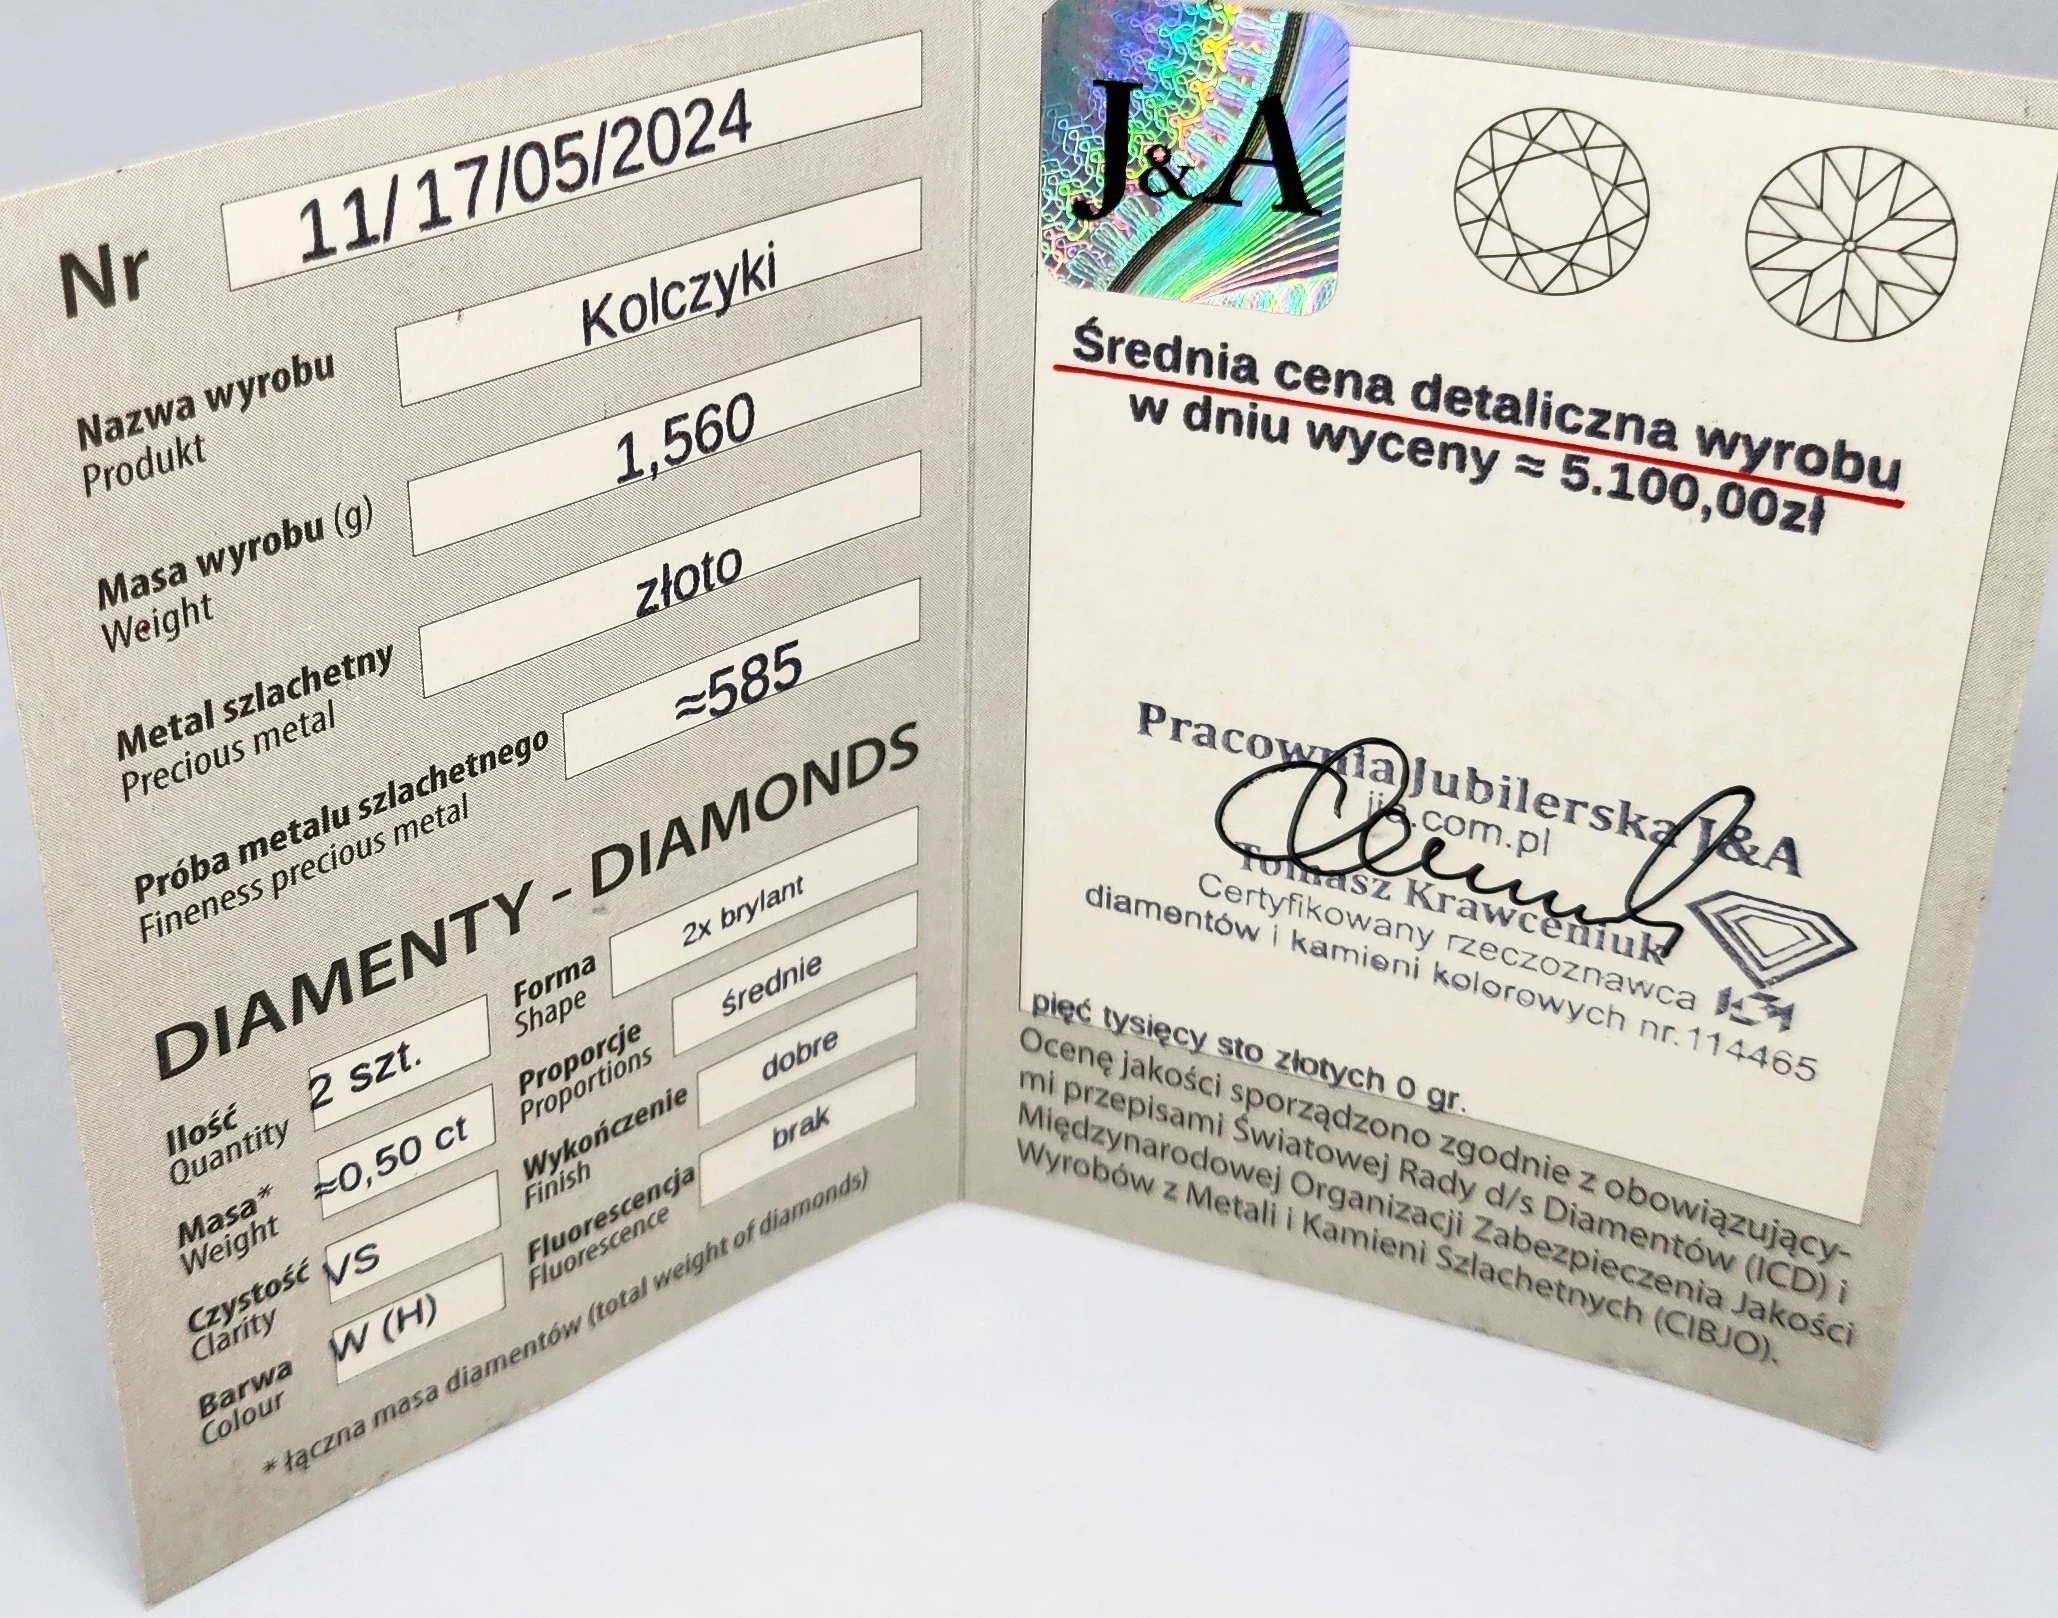 Nr 11/17/05/2024
Nazwa wyrobu Kolczyki
Produkt
Masa wyrobu (g) 1,560
Weight
Metal szlachetny złoto
Precious metal
Próba metalu szlachetnego ≈585
Fineness precious metal
DIAMENTY - DIAMONDS
Ilość 2 szt.
Quantity
Masa* ≈0,50 ct
Weight
Czystość VS
Clarity
Barwa W (H)
Colour
Forma 2x brylant
Shape
Proporcje średnie
Proportions
Wykończenie dobre
Finish
Fluorescencja brak
Fluorescence
* łączna masa diamentów (total weight of diamonds)
J&A
Średnia cena detaliczna wyrobu
w dniu wyceny ≈ 5.100,00zł
Pracownia Jubilerska J&A
jia.com.pl
Tomasz Krawceniuk
Certyfikowany rzeczoznawca
diamentów i kamieni kolorowych nr.114465
pięć tysięcy sto złotych 0 gr.
Ocenę jakości sporządzono zgodnie z obowiązujący-
mi przepisami Światowej Rady d/s Diamentów (ICD) i
Międzynarodowej Organizacji Zabezpieczenia Jakości
Wyrobów z Metali i Kamieni Szlachetnych (CIBJO).